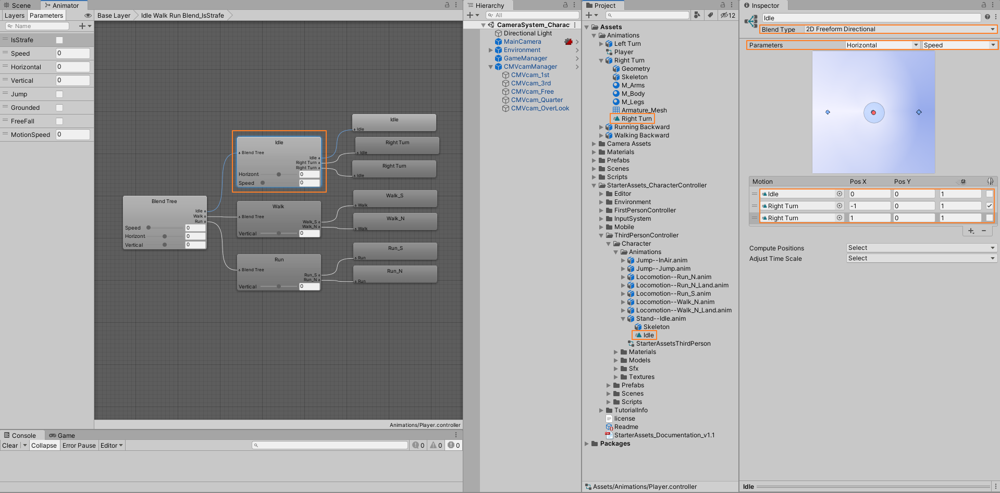 Scene
Animator
Layers
Parameters
Name
IsStrafe
Speed 0
Horizontal 0
Vertical 0
Jump
Grounded
FreeFall
MotionSpeed 0
Base Layer
Idle Walk Run Blend_IsStrafe
Blend Tree
Idle
Walk
Run
Speed 0
Horizont 0
Vertical 0
Idle
Blend Tree
Idle
Right Turn
Right Turn
Horizont 0
Speed 0
Walk
Blend Tree
Walk_S
Walk_N
Vertical 0
Run
Blend Tree
Run_S
Run_N
Vertical 0
Idle
Idle
Right Turn
Idle
Right Turn
Idle
Walk_S
Walk
Walk_N
Walk
Run_S
Run
Run_N
Run
Animations/Player.controller
Console
Game
Clear
Collapse
Error Pause
Editor
0
0
0
Hierarchy
All
CameraSystem_Charac
Directional Light
MainCamera
Environment
GameManager
CMVcamManager
CMVcam_1st
CMVcam_3rd
CMVcam_Free
CMVcam_Quarter
CMVcam_OverLook
Project
12
Assets
Animations
Left Turn
Player
Right Turn
Geometry
Skeleton
M_Arms
M_Body
M_Legs
Armature_Mesh
Right Turn
Running Backward
Walking Backward
Camera Assets
Materials
Prefabs
Scenes
Scripts
StarterAssets_CharacterController
Editor
Environment
FirstPersonController
InputSystem
Mobile
ThirdPersonController
Character
Animations
Jump--InAir.anim
Jump--Jump.anim
Locomotion--Run_N.anim
Locomotion--Run_N_Land.anim
Locomotion--Run_S.anim
Locomotion--Walk_N.anim
Locomotion--Walk_N_Land.anim
Stand--Idle.anim
Skeleton
Idle
StarterAssetsThirdPerson
Materials
Models
Sfx
Textures
Prefabs
Scenes
Scripts
TutorialInfo
license
Readme
StarterAssets_Documentation_v1.1
Packages
Assets/Animations/Player.controller
Inspector
Idle
Blend Type 2D Freeform Directional
Parameters Horizontal Speed
Motion Pos X Pos Y
Idle 0 0 1
Right Turn -1 0 1
Right Turn 1 0 1
Compute Positions Select
Adjust Time Scale Select
Idle